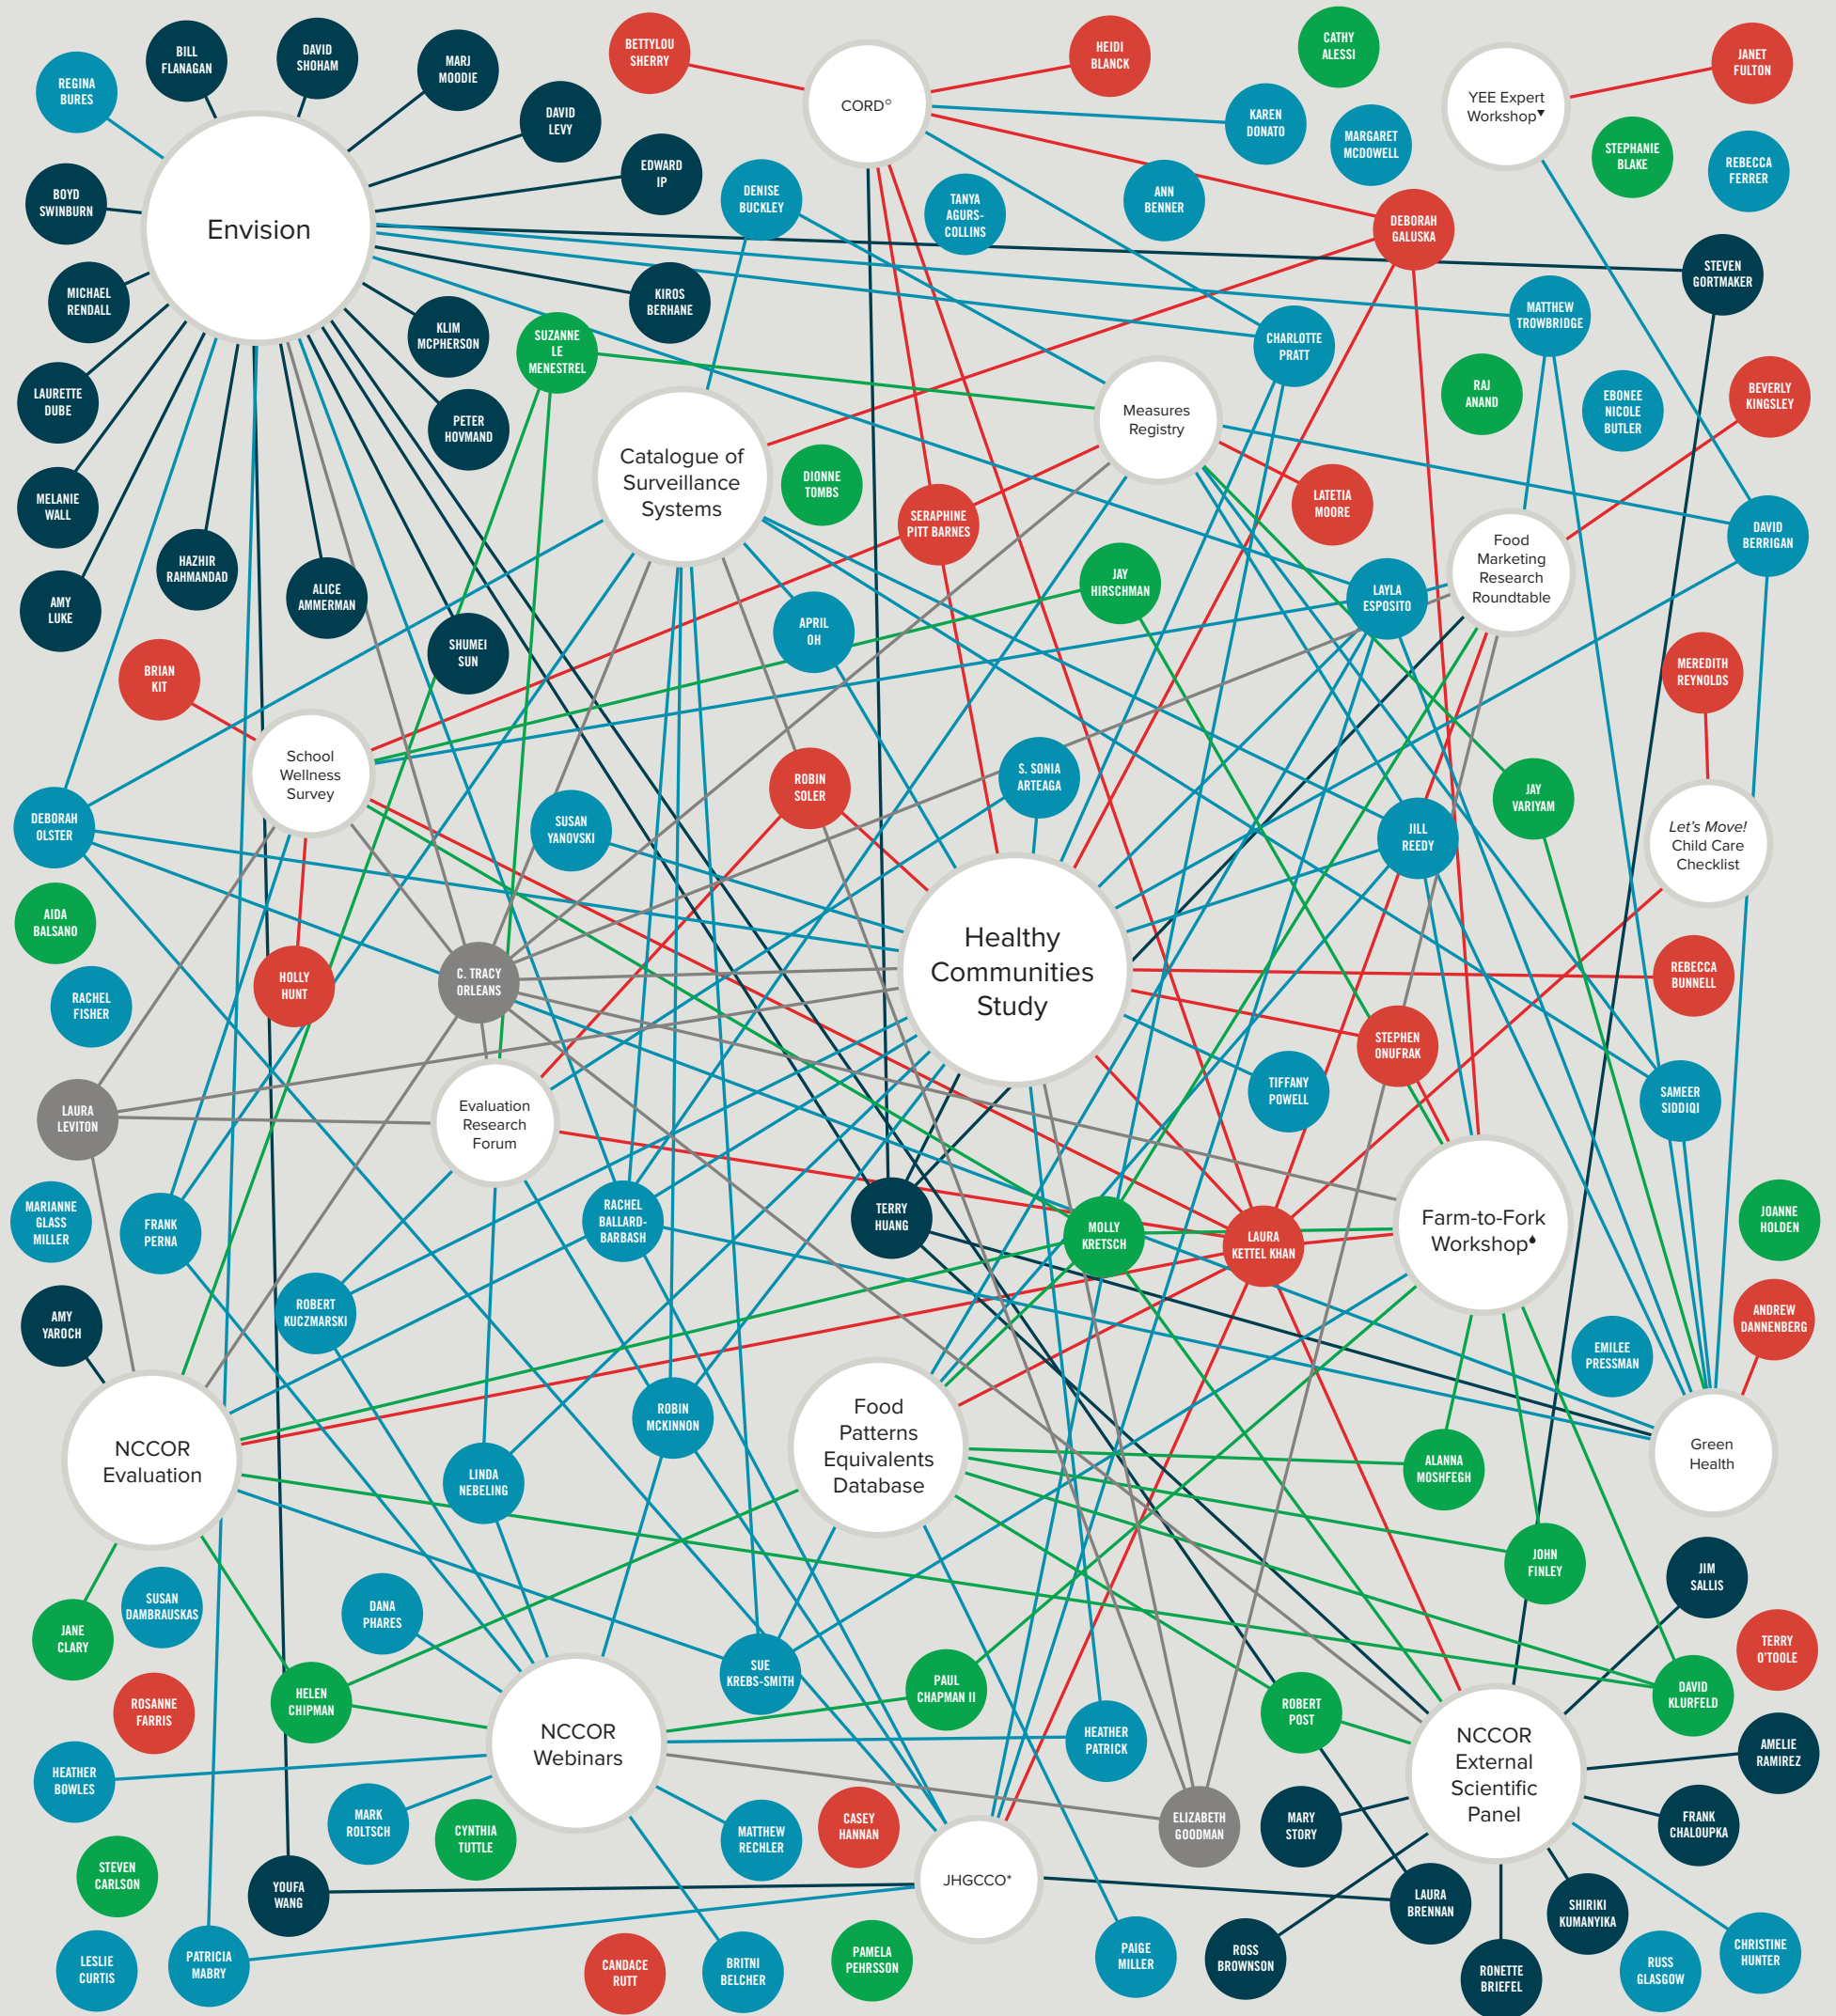 BILL
FLANAGAN
DAVID
SHOHAM
MARJ
MOODIE
REGINA
BURES
DAVID
LEVY
BETTYLOU
SHERRY
CORD°
HEIDI
BLANCK
CATHY
ALESSI
YEE Expert
Workshop▼
JANET
FULTON
KAREN
DONATO
MARGARET
MCDOWELL
STEPHANIE
BLAKE
REBECCA
FERRER
BOYD
SWINBURN
Envision
EDWARD
IP
DENISE
BUCKLEY
TANYA
AGURS-
COLLINS
ANN
BENNER
DEBORAH
GALUSKA
STEVEN
GORTMAKER
MICHAEL
RENDALL
KLIM
MCPHERSON
KIROS
BERHANE
SUZANNE
LE
MENESTREL
CHARLOTTE
PRATT
MATTHEW
TROWBRIDGE
LAURETTE
DUBE
PETER
HOVMAND
Measures
Registry
RAJ
ANAND
EBONEE
NICOLE
BUTLER
BEVERLY
KINGSLEY
Catalogue of
Surveillance
Systems
DIONNE
TOMBS
SERAPHINE
PITT BARNES
LATETIA
MOORE
DAVID
BERRIGAN
MELANIE
WALL
HAZHIR
RAHMANDAD
ALICE
AMMERMAN
AMY
LUKE
SHUMEI
SUN
APRIL
OH
JAY
HIRSCHMAN
LAYLA
ESPOSITO
Food
Marketing
Research
Roundtable
BRIAN
KIT
MEREDITH
REYNOLDS
School
Wellness
Survey
ROBIN
SOLER
S. SONIA
ARTEAGA
JAY
VARIYAM
DEBORAH
OLSTER
SUSAN
YANOVSKI
JILL
REEDY
Let's Move!
Child Care
Checklist
AIDA
BALSANO
HOLLY
HUNT
C. TRACY
ORLEANS
Healthy
Communities
Study
REBECCA
BUNNELL
RACHEL
FISHER
STEPHEN
ONUFRAK
LAURA
LEVITON
Evaluation
Research
Forum
TIFFANY
POWELL
SAMEER
SIDDIQI
MARIANNE
GLASS
MILLER
FRANK
PERNA
RACHEL
BALLARD-
BARBASH
TERRY
HUANG
MOLLY
KRETSCH
LAURA
KETTEL KHAN
Farm-to-Fork
Workshop
JOANNE
HOLDEN
AMY
YAROCH
ROBERT
KUCZMARSKI
EMILEE
PRESSMAN
ANDREW
DANNENBERG
NCCOR
Evaluation
LINDA
NEBELING
ROBIN
MCKINNON
Food
Patterns
Equivalents
Database
ALANNA
MOSHFEGH
Green
Health
JOHN
FINLEY
JIM
SALLIS
JANE
CLARY
SUSAN
DAMBRAUSKAS
DANA
PHARES
SUE
KREBS-SMITH
PAUL
CHAPMAN II
ROBERT
POST
DAVID
KLURFELD
TERRY
O'TOOLE
ROSANNE
FARRIS
HELEN
CHIPMAN
NCCOR
Webinars
HEATHER
PATRICK
NCCOR
External
Scientific
Panel
AMELIE
RAMIREZ
HEATHER
BOWLES
MARK
ROLTSCH
CYNTHIA
TUTTLE
MATTHEW
RECHLER
CASEY
HANNAN
ELIZABETH
GOODMAN
MARY
STORY
FRANK
CHALOUPKA
STEVEN
CARLSON
YOUFA
WANG
JHGCCO*
LAURA
BRENNAN
SHIRIKI
KUMANYIKA
LESLIE
CURTIS
PATRICIA
MABRY
CANDACE
RUTT
BRITNI
BELCHER
PAMELA
PEHRSSON
PAIGE
MILLER
ROSS
BROWNSON
RONETTE
BRIEFEL
RUSS
GLASGOW
CHRISTINE
HUNTER